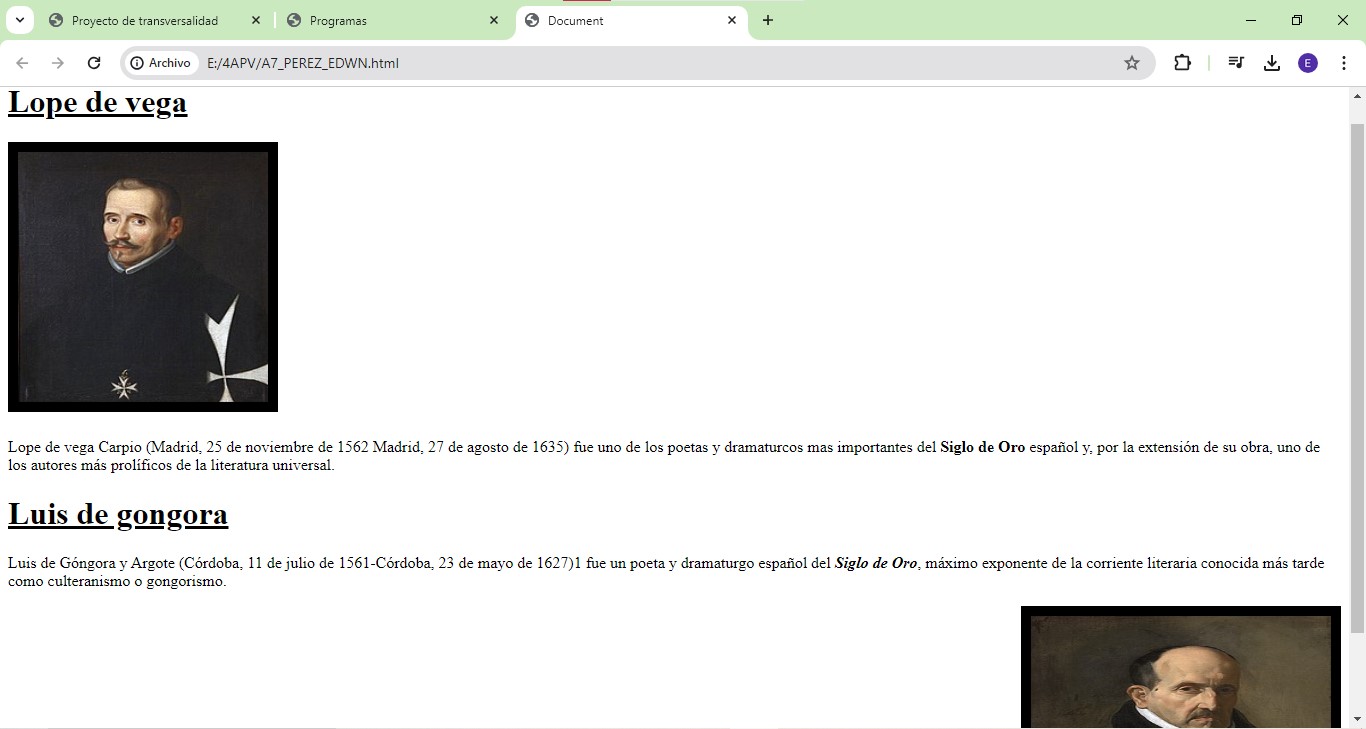 Proyecto de transversalidad
Programas
Document
Archivo
E:/4APV/A7_PEREZ_EDWN.html
E
Lope de vega
Lope de vega Carpio (Madrid, 25 de noviembre de 1562 Madrid, 27 de agosto de 1635) fue uno de los poetas y dramaturcos mas importantes del Siglo de Oro español y, por la extensión de su obra, uno de
los autores más prolíficos de la literatura universal.
Luis de gongora
Luis de Góngora y Argote (Córdoba, 11 de julio de 1561-Córdoba, 23 de mayo de 1627)1 fue un poeta y dramaturgo español del Siglo de Oro, máximo exponente de la corriente literaria conocida más tarde
como culteranismo o gongorismo.